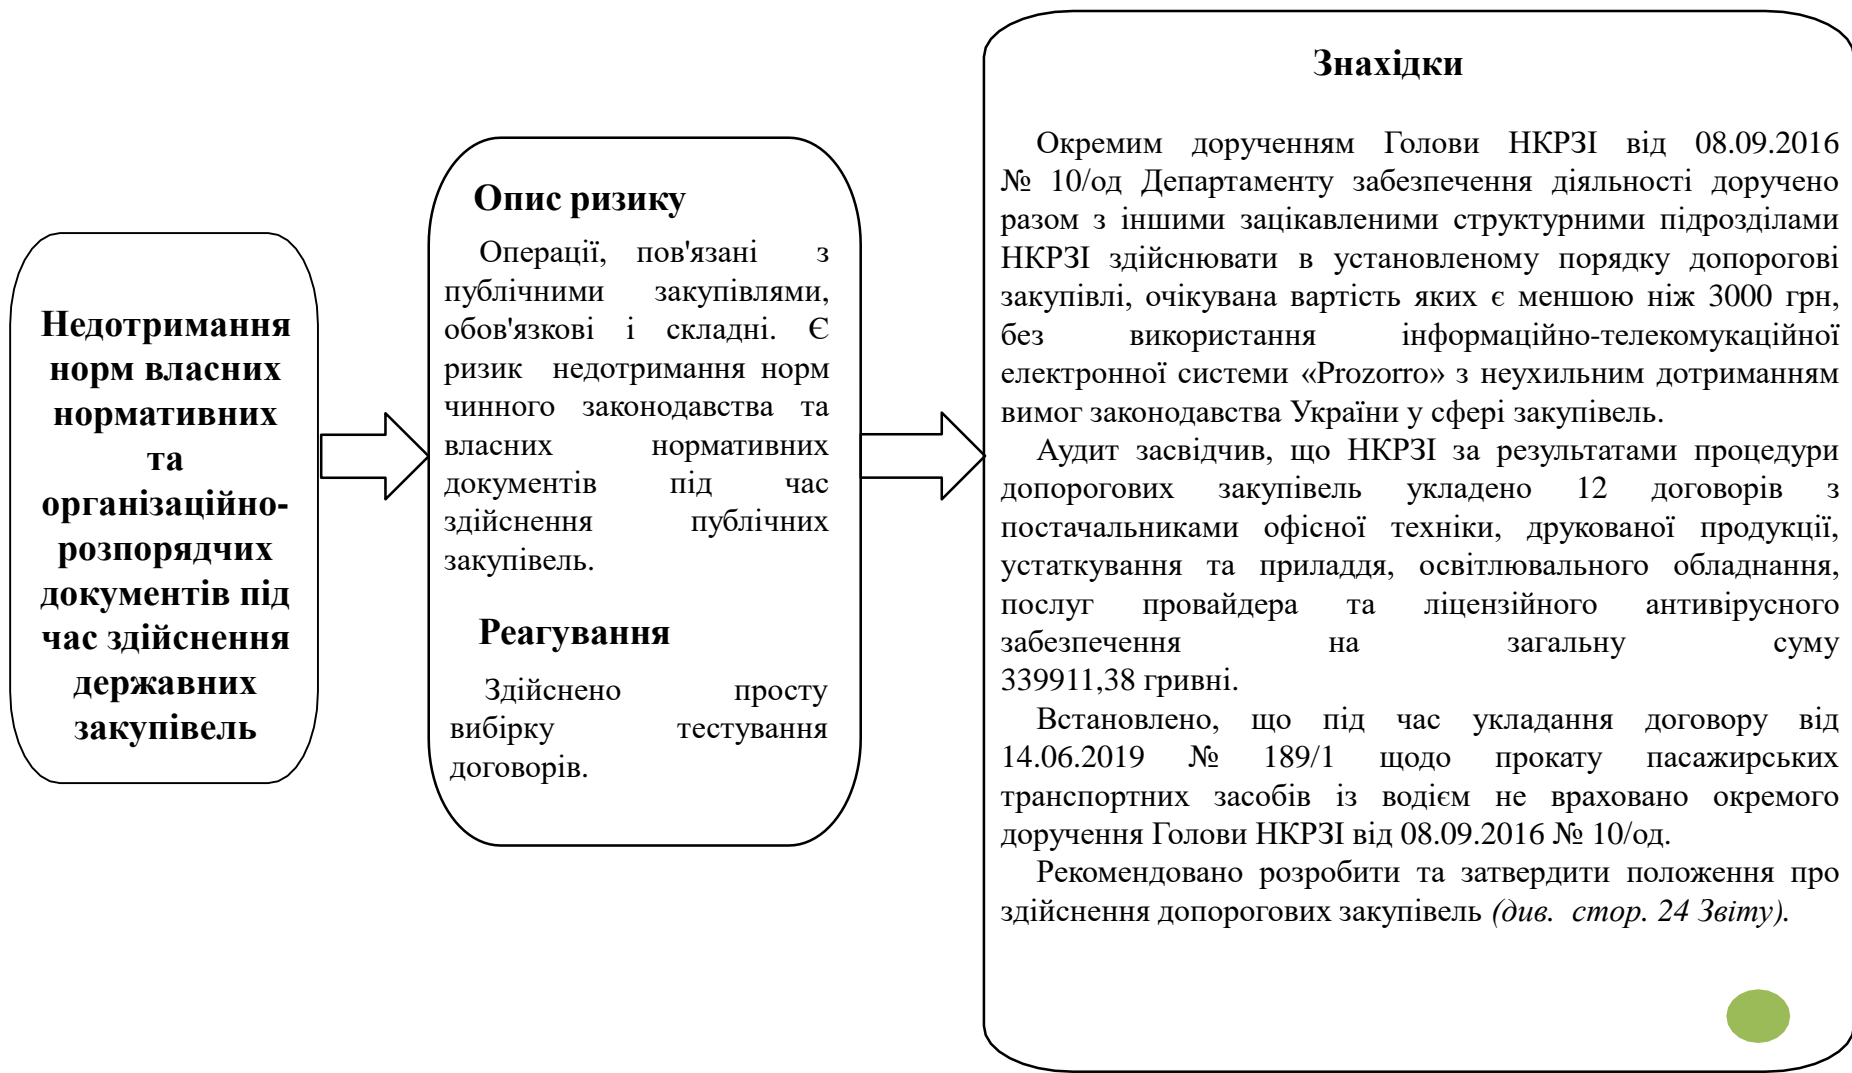 Недотримання
норм власних
нормативних
та
організаційно-
розпорядчих
документів під
час здійснення
державних
закупівель
Опис ризику
Операції, пов'язані з
публічними закупівлями,
обов'язкові і складні. Є
ризик недотримання норм
чинного законодавства та
власних нормативних
документів під час
здійснення публічних
закупівель.
Реагування
Здійснено просту
вибірку тестування
договорів.
Знахідки
Окремим дорученням Голови НКРЗІ від 08.09.2016
№ 10/од Департаменту забезпечення діяльності доручено
разом з іншими зацікавленими структурними підрозділами
НКРЗІ здійснювати в установленому порядку допорогові
закупівлі, очікувана вартість яких є меншою ніж 3000 грн,
без використання інформаційно-телекомукаційної
електронної системи «Prozorro» з неухильним дотриманням
вимог законодавства України у сфері закупівель.
Аудит засвідчив, що НКРЗІ за результатами процедури
допорогових закупівель укладено 12 договорів з
постачальниками офісної техніки, друкованої продукції,
устаткування та приладдя, освітлювального обладнання,
послуг провайдера та ліцензійного антивірусного
забезпечення на загальну суму
339911,38 гривні.
Встановлено, що під час укладання договору від
14.06.2019 № 189/1 щодо прокату пасажирських
транспортних засобів із водієм не враховано окремого
доручення Голови НКРЗІ від 08.09.2016 № 10/од.
Рекомендовано розробити та затвердити положення про
здійснення допорогових закупівель (див. стор. 24 Звіту).